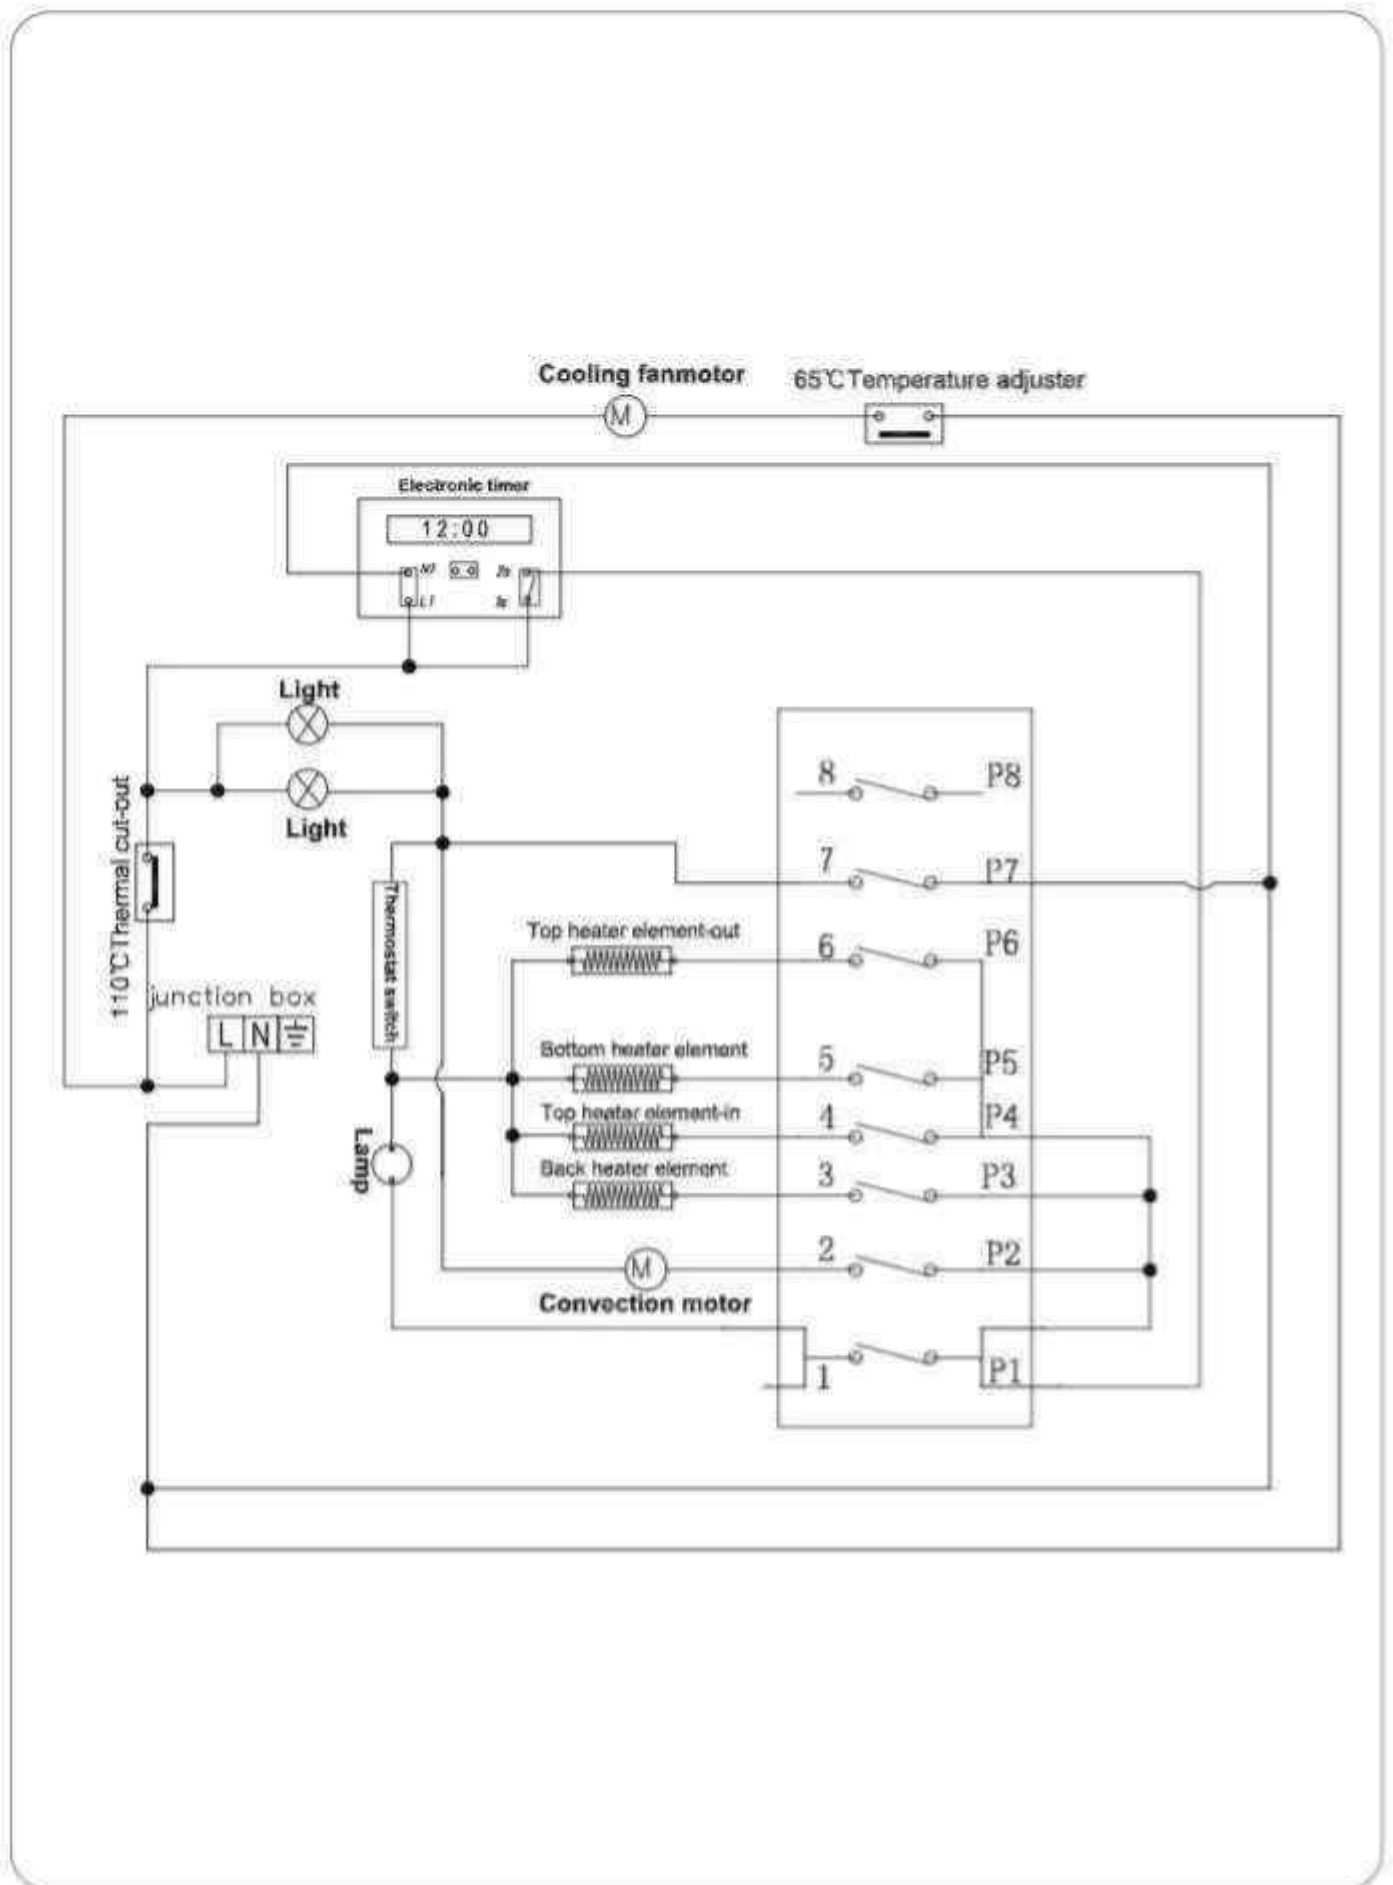 Cooling fanmotor
65℃Temperature adjuster
M
Electronic timer
12:00
L1
Light
Light
110℃Thermal cut-out
junction box
L N
Thermostat switch
Lamp
8 P8
7 P7
Top heater element-out
6 P6
Bottom heater element
5 P5
Top heater element-in
4 P4
Back heater element
3 P3
2 P2
M
Convection motor
1 P1